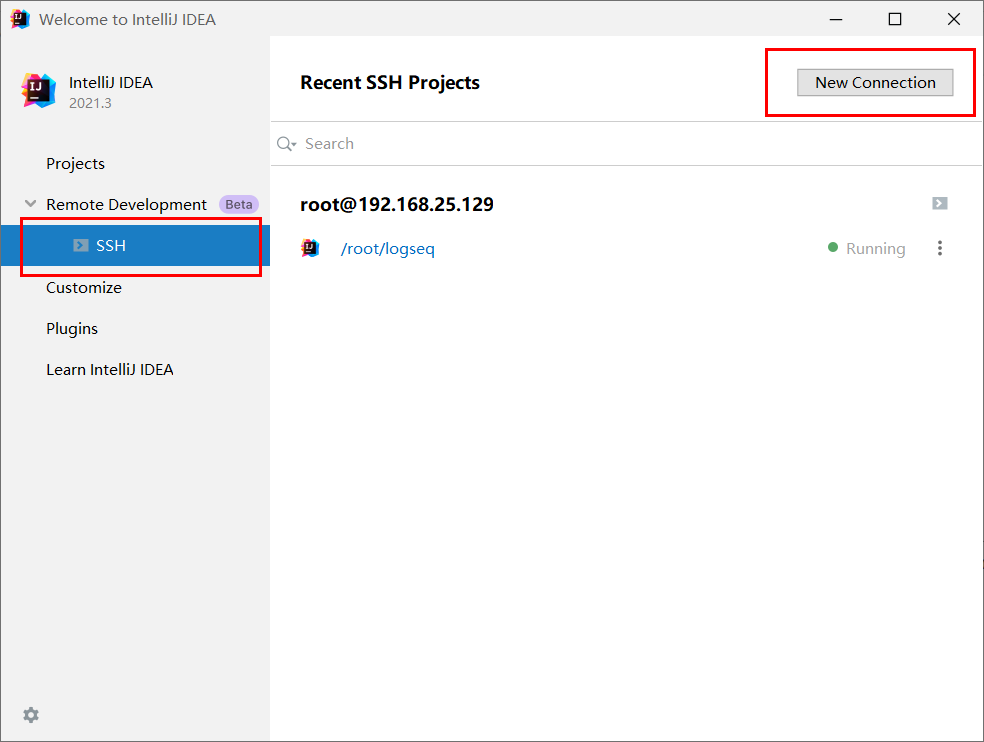 Welcome to IntelliJ IDEA
IntelliJ IDEA
2021.3
Projects
Remote Development Beta
SSH
Customize
Plugins
Learn IntelliJ IDEA
Recent SSH Projects
New Connection
Search
root@192.168.25.129
/root/logseq
Running